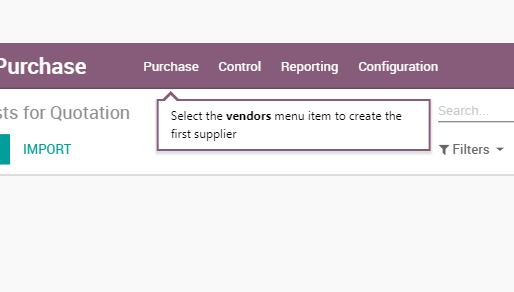 Purchase Purchase Control Reporting Configuration
sts for Quotation
Search...
Select the vendors menu item to create the
first supplier
IMPORT
Filters